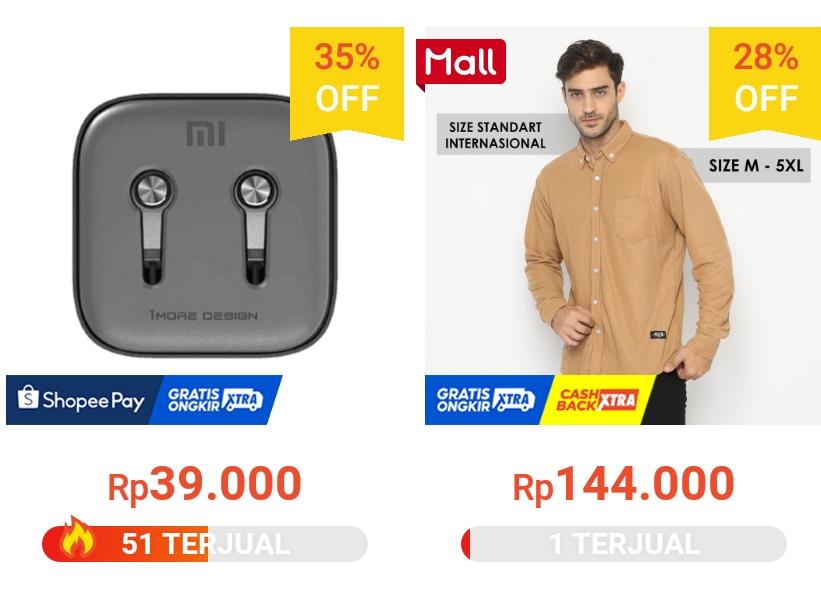 35%
OFF
MI
1MORE DESIGN
ShopeePay
GRATIS
ONGKIR
XTRA
Rp39.000
51 TERJUAL
Mall
28%
OFF
SIZE STANDART
INTERNASIONAL
SIZE M - 5XL
GRATIS
ONGKIR
XTRA
CASH
BACK
XTRA
Rp144.000
1 TERJUAL